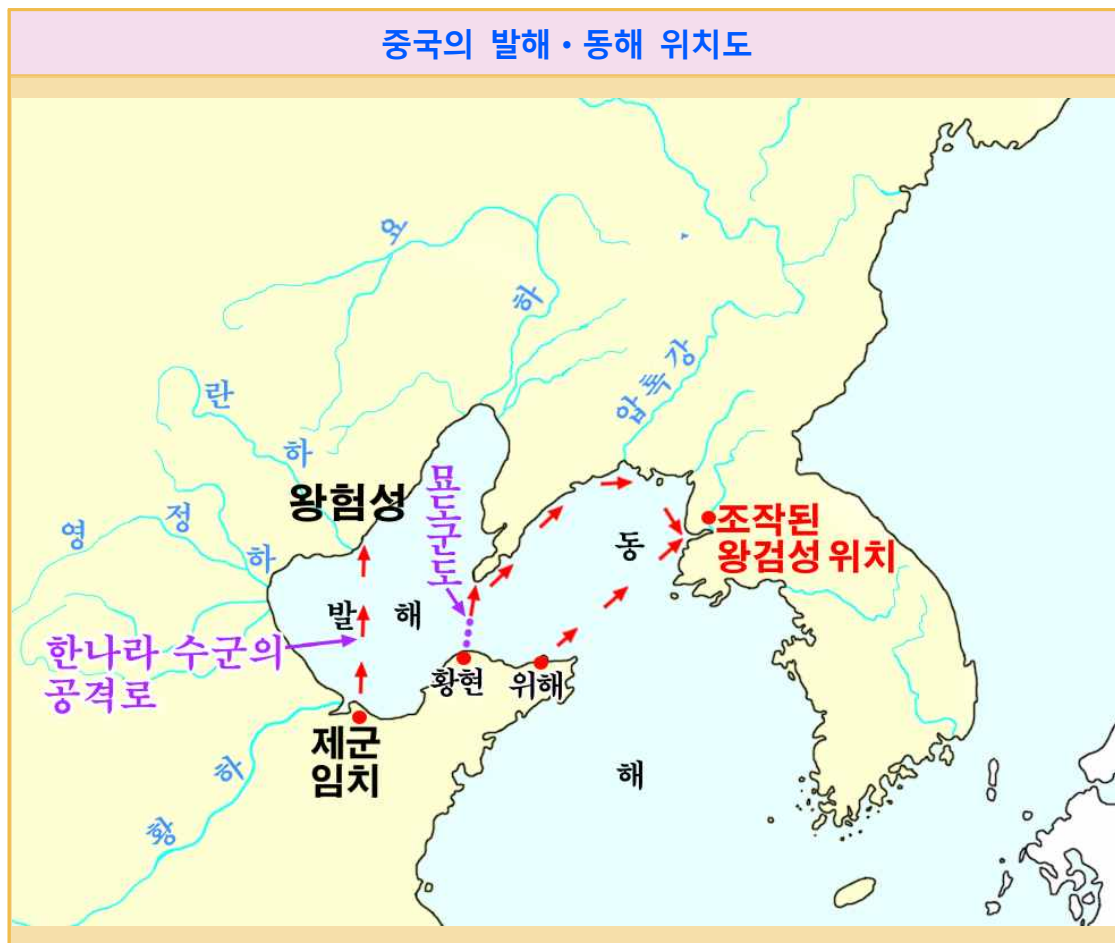 중국의 발해・동해 위치도
요
하
란
하
압록강
왕험성
묘도군도
영
정
하
동
조작된
왕검성 위치
발
해
한나라 수군의
공격로
황현
위해
제군
임치
해
황
하